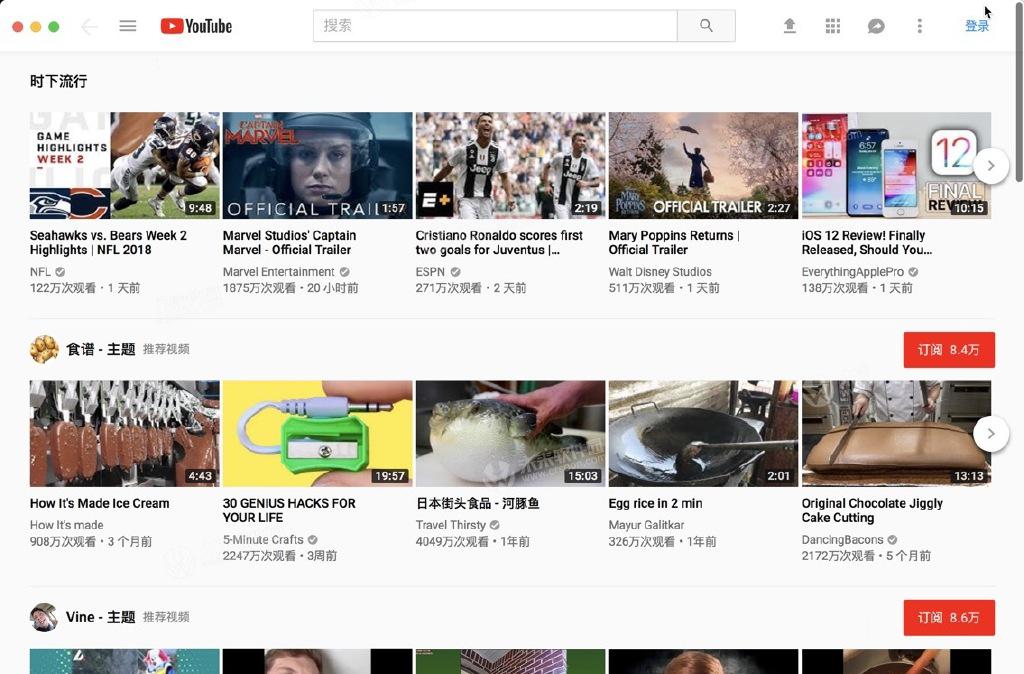 YouTube
搜索
登录
时下流行
GAME
HIGHLIGHTS
WEEK 2
9:48
CAPTAIN
MARVEL
OFFICIAL TRAIL
1:57
E+
2:19
MARY
POPPINS
RETURNS
OFFICIAL TRAILER
2:27
6:57
12
FINAL
REVIEW
10:15
Seahawks vs. Bears Week 2
Highlights | NFL 2018
NFL
122万次观看 • 1 天前
Marvel Studios' Captain
Marvel - Official Trailer
Marvel Entertainment
1875万次观看 • 20 小时前
Cristiano Ronaldo scores first
two goals for Juventus |...
ESPN
271万次观看 • 2 天前
Mary Poppins Returns |
Official Trailer
Walt Disney Studios
511万次观看 • 1 天前
iOS 12 Review! Finally
Released, Should You...
EverythingApplePro
138万次观看 • 1 天前
食谱 - 主题 推荐视频
订阅 8.4万
4:43
19:57
15:03
2:01
13:13
How It's Made Ice Cream
How It's made
908万次观看 • 3 个月前
30 GENIUS HACKS FOR
YOUR LIFE
5-Minute Crafts
2247万次观看 • 3周前
日本街头食品 - 河豚鱼
Travel Thirsty
4049万次观看 • 1年前
Egg rice in 2 min
Mayur Galitkar
326万次观看 • 1年前
Original Chocolate Jiggly
Cake Cutting
DancingBacons
2172万次观看 • 5 个月前
Vine - 主题 推荐视频
订阅 8.6万